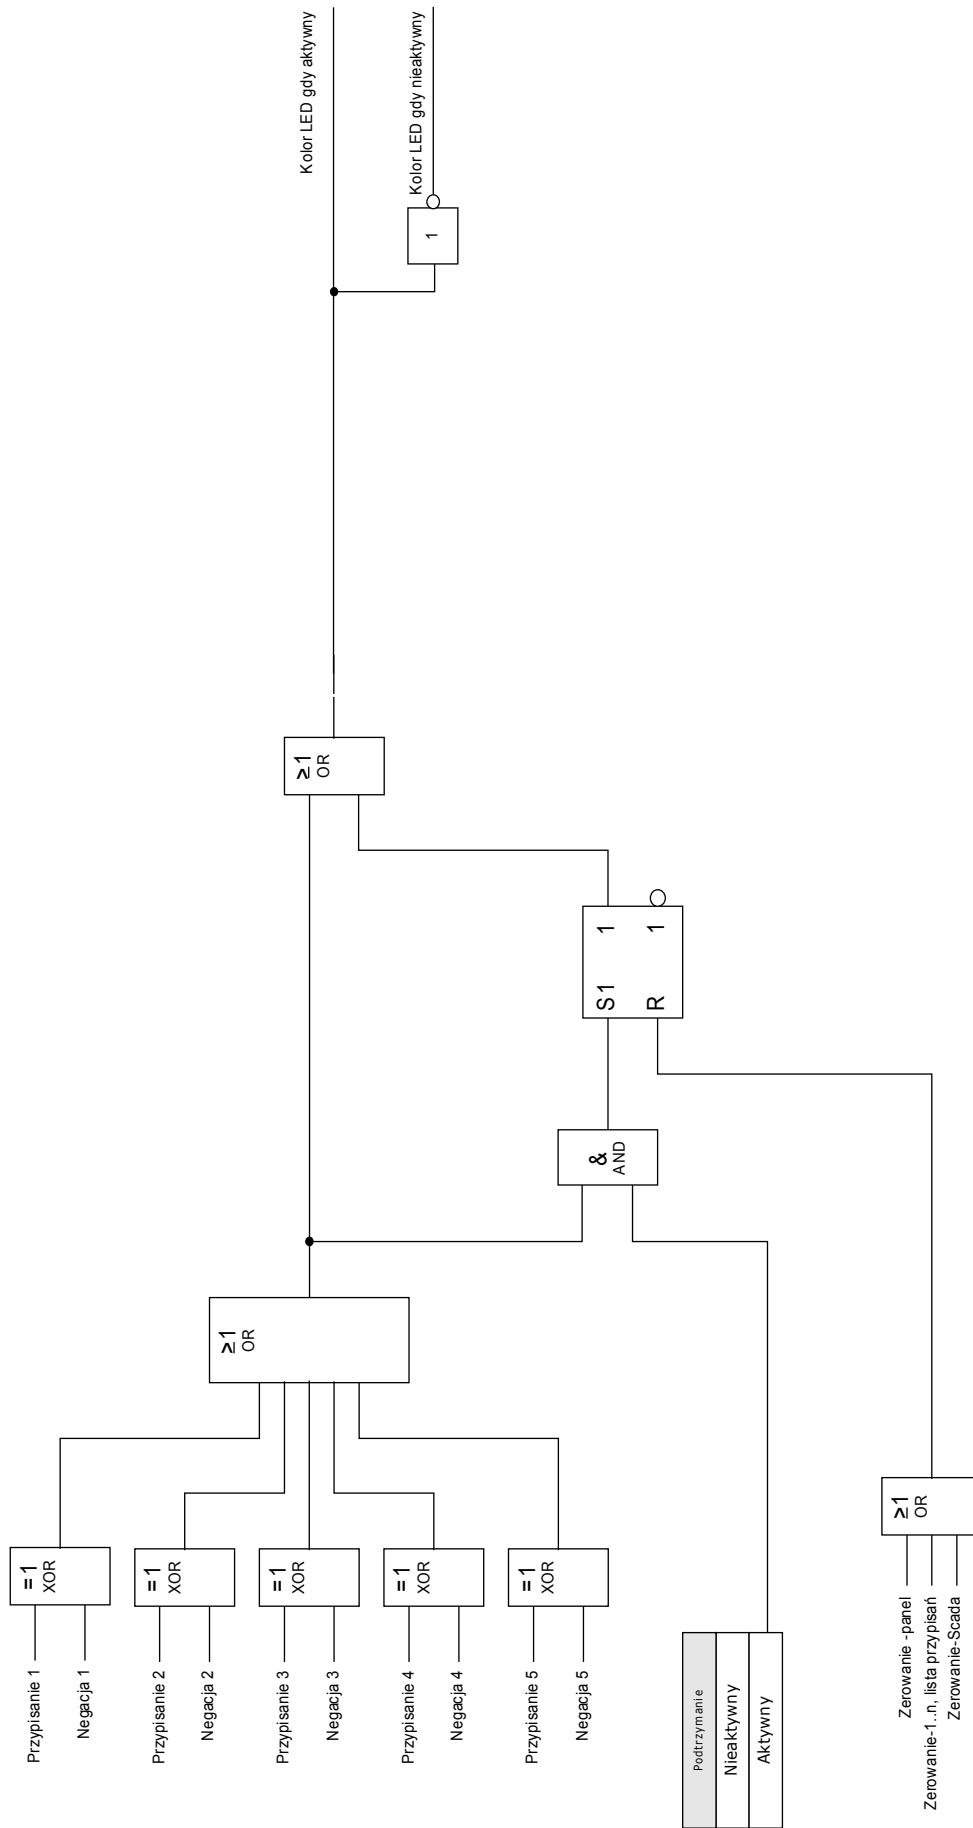 Przypisanie 1
Negacja 1
=1
XOR
Przypisanie 2
Negacja 2
=1
XOR
Przypisanie 3
Negacja 3
=1
XOR
Przypisanie 4
Negacja 4
=1
XOR
Przypisanie 5
Negacja 5
=1
XOR
≥1
OR
Podtrzymanie
Nieaktywny
Aktywny
&
AND
Zerowanie -panel
Zerowanie-1..n, lista przypisań
Zerowanie-Scada
≥1
OR
S1 1
R 1
≥1
OR
Kolor LED gdy aktywny
1
Kolor LED gdy nieaktywny